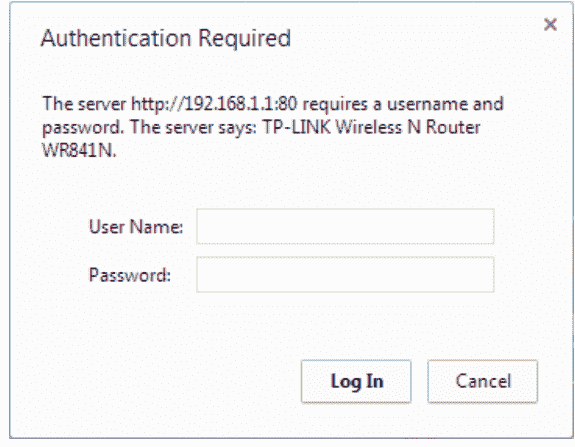 Authentication Required
The server http://192.168.1.1:80 requires a username and
password. The server says: TP-LINK Wireless N Router
WR841N.
User Name:
Password:
Log In
Cancel